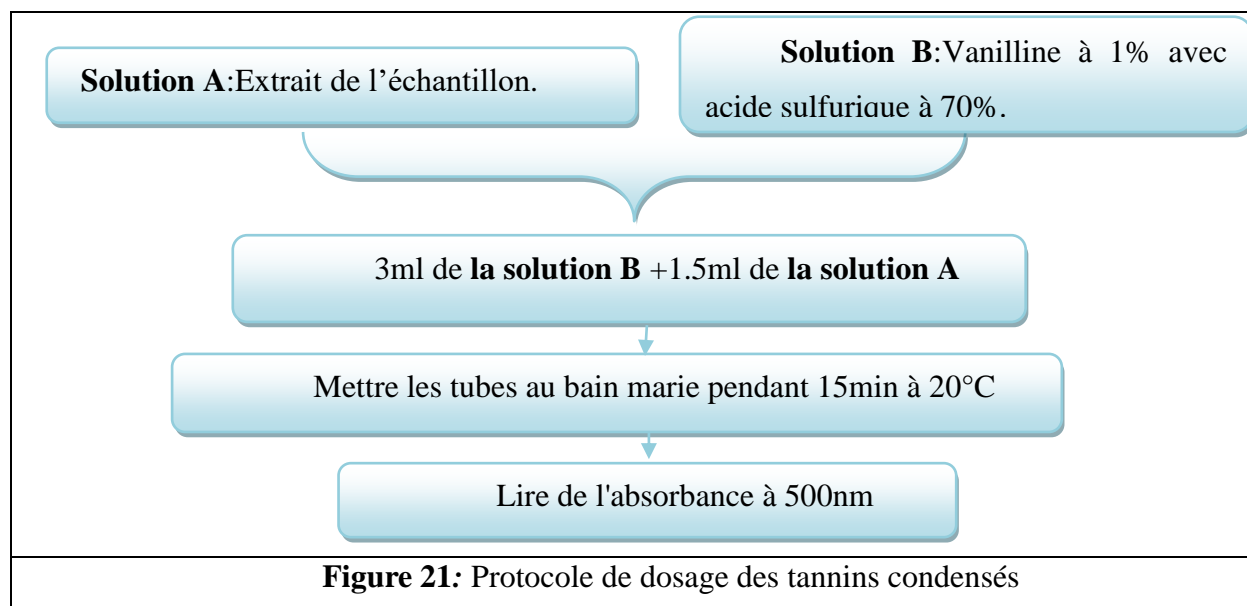 Solution A:Extrait de l’échantillon.
Solution B:Vanilline à 1% avec
acide sulfurique à 70%.
3ml de la solution B +1.5ml de la solution A
Mettre les tubes au bain marie pendant 15min à 20°C
Lire de l'absorbance à 500nm
Figure 21: Protocole de dosage des tannins condensés